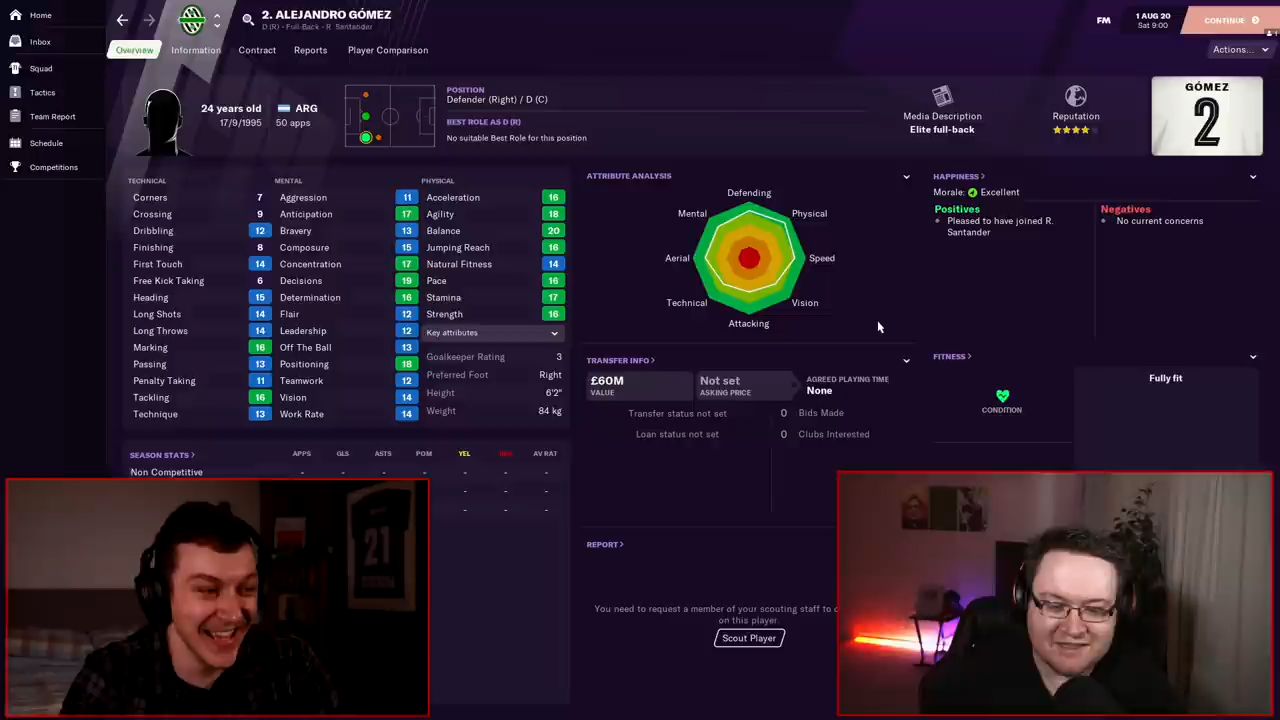 Home
Inbox
Squad
Tactics
Team Report
Schedule
Competitions
2. ALEJANDRO GÓMEZ
D (R) - Full-Back - R. Santander
FM
1 AUG 20
Sat 9:00
CONTINUE
Overview
Information
Contract
Reports
Player Comparison
Actions...
24 years old
17/9/1995
ARG
50 apps
POSITION
Defender (Right) / D (C)
BEST ROLE AS D (R)
No suitable Best Role for this position
Media Description
Elite full-back
Reputation
GÓMEZ
2
TECHNICAL
Corners 7
Crossing 9
Dribbling 12
Finishing 8
First Touch 14
Free Kick Taking 6
Heading 15
Long Shots 14
Long Throws 14
Marking 16
Passing 13
Penalty Taking 11
Tackling 16
Technique 13
MENTAL
Aggression 11
Anticipation 17
Bravery 13
Composure 15
Concentration 17
Decisions 19
Determination 16
Flair 12
Leadership 12
Off The Ball 13
Positioning 18
Teamwork 12
Vision 14
Work Rate 14
PHYSICAL
Acceleration 16
Agility 18
Balance 20
Jumping Reach 16
Natural Fitness 14
Pace 16
Stamina 17
Strength 16
Key attributes
Goalkeeper Rating 3
Preferred Foot Right
Height 6'2"
Weight 84 kg
ATTRIBUTE ANALYSIS
Defending
Mental
Physical
Aerial
Speed
Technical
Vision
Attacking
HAPPINESS >
Morale: Excellent
Positives
Pleased to have joined R.
Santander
Negatives
No current concerns
TRANSFER INFO >
£60M
VALUE
Not set
ASKING PRICE
AGREED PLAYING TIME
None
Transfer status not set
0 Bids Made
Loan status not set
0 Clubs Interested
FITNESS >
CONDITION
Fully fit
SEASON STATS > APPS GLS ASTS POM YEL AV RAT
Non Competitive - - - - - - -
- - -
- - -
REPORT >
You need to request a member of your scouting staff to
on this player.
Scout Player
21